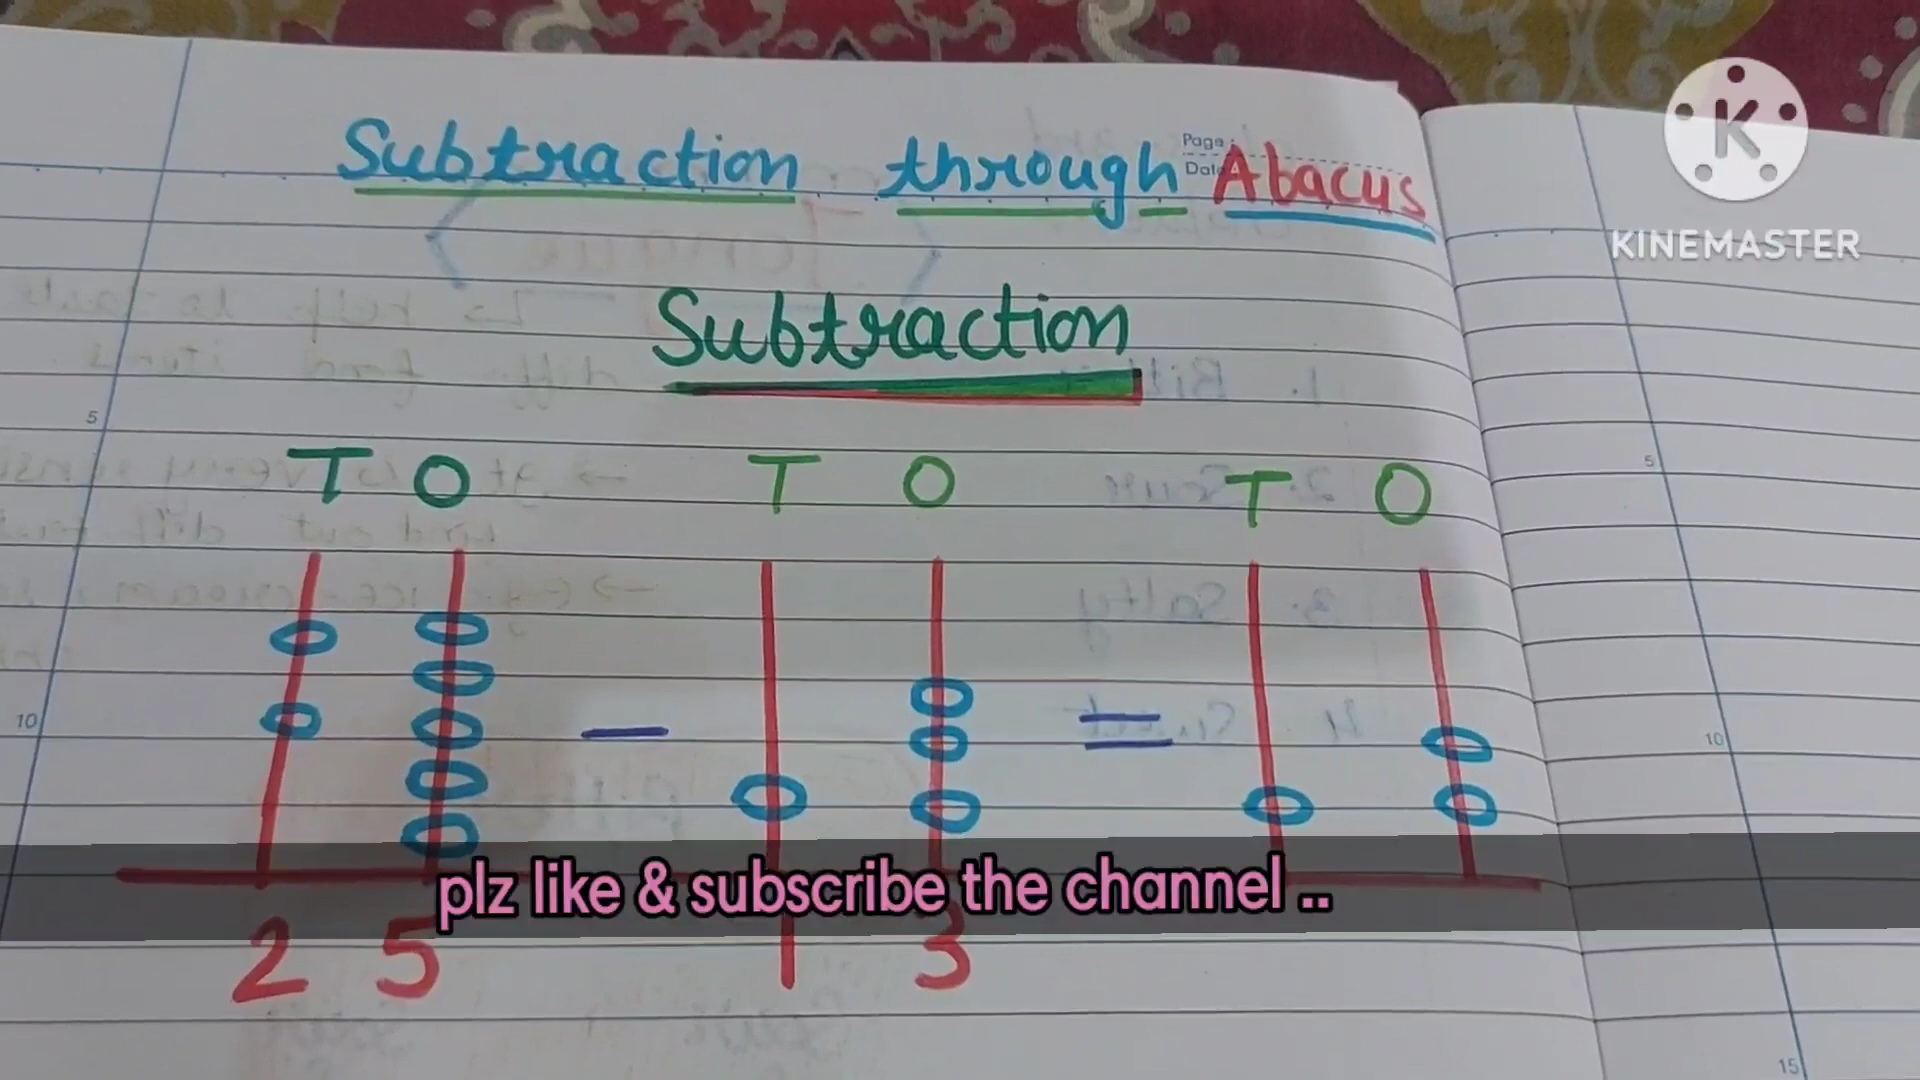 Page
Date
Subtraction through Abacus
K
KINEMASTER
Subtraction
T O T O T O
5
5
10
10
plz like & subscribe the channel ..
2 5 1 3
15